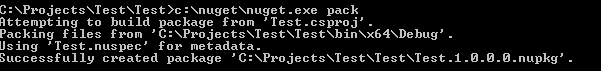 C:\Projects\Test\Test>c:\nuget\nuget.exe pack
Attempting to build package from 'Test.csproj'.
Packing files from 'C:\Projects\Test\Test\bin\x64\Debug'.
Using 'Test.nuspec' for metadata.
Successfully created package 'C:\Projects\Test\Test\Test.1.0.0.0.nupkg'.